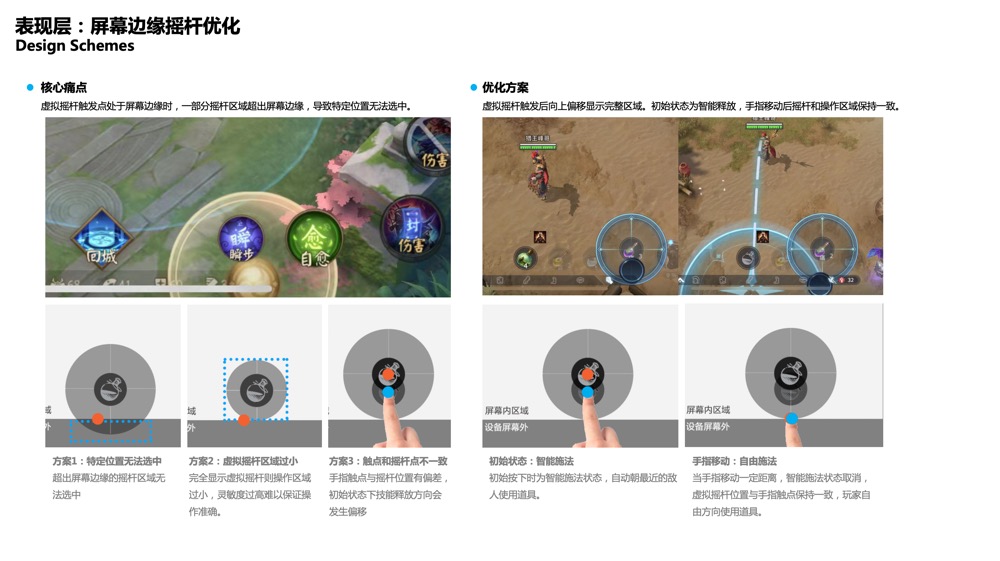 表现层：屏幕边缘摇杆优化
Design Schemes
核心痛点
虚拟摇杆触发点处于屏幕边缘时，一部分摇杆区域超出屏幕边缘，导致特定位置无法选中。
伤害
封
伤害
瞬
瞬步
愈
自愈
回城
域
外
域
外
方案1：特定位置无法选中
超出屏幕边缘的摇杆区域无
法选中
方案2：虚拟摇杆区域过小
完全显示虚拟摇杆则操作区域
过小，灵敏度过高难以保证操
作准确。
方案3：触点和摇杆点不一致
手指触点与摇杆位置有偏差，
初始状态下技能释放方向会
发生偏移
优化方案
虚拟摇杆触发后向上偏移显示完整区域。初始状态为智能释放，手指移动后摇杆和操作区域保持一致。
32
屏幕内区域
设备屏幕外
屏幕内区域
设备屏幕外
初始状态：智能施法
初始按下时为智能施法状态，自动朝最近的敌
人使用道具。
手指移动：自由施法
当手指移动一定距离，智能施法状态取消，
虚拟摇杆位置与手指触点保持一致，玩家自
由方向使用道具。